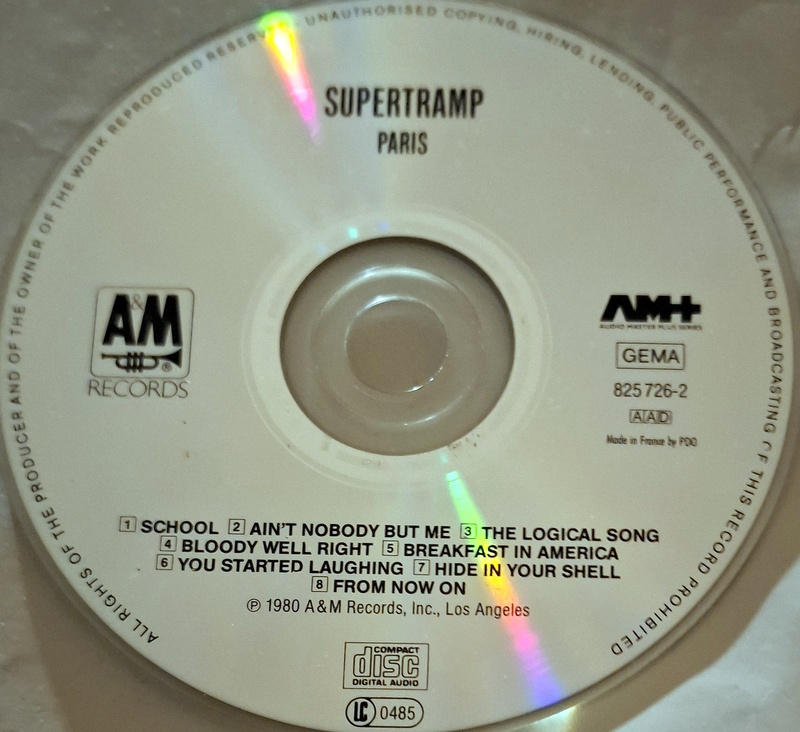 ALL RIGHTS OF THE PRODUCER AND OF THE OWNER OF THE WORK REPRODUCED RESERVED. UNAUTHORISED COPYING, HIRING, LENDING, PUBLIC PERFORMANCE AND BROADCASTING OF THIS RECORD PROHIBITED
SUPERTRAMP
PARIS
A&M
®
RECORDS
AM+
AUDIO MASTER PLUS SERIES
GEMA
825 726-2
AAD
Made in France by PDO
1 SCHOOL 2 AIN'T NOBODY BUT ME 3 THE LOGICAL SONG
4 BLOODY WELL RIGHT 5 BREAKFAST IN AMERICA
6 YOU STARTED LAUGHING 7 HIDE IN YOUR SHELL
8 FROM NOW ON
℗ 1980 A&M Records, Inc., Los Angeles
COMPACT
disc
DIGITAL AUDIO
LC 0485